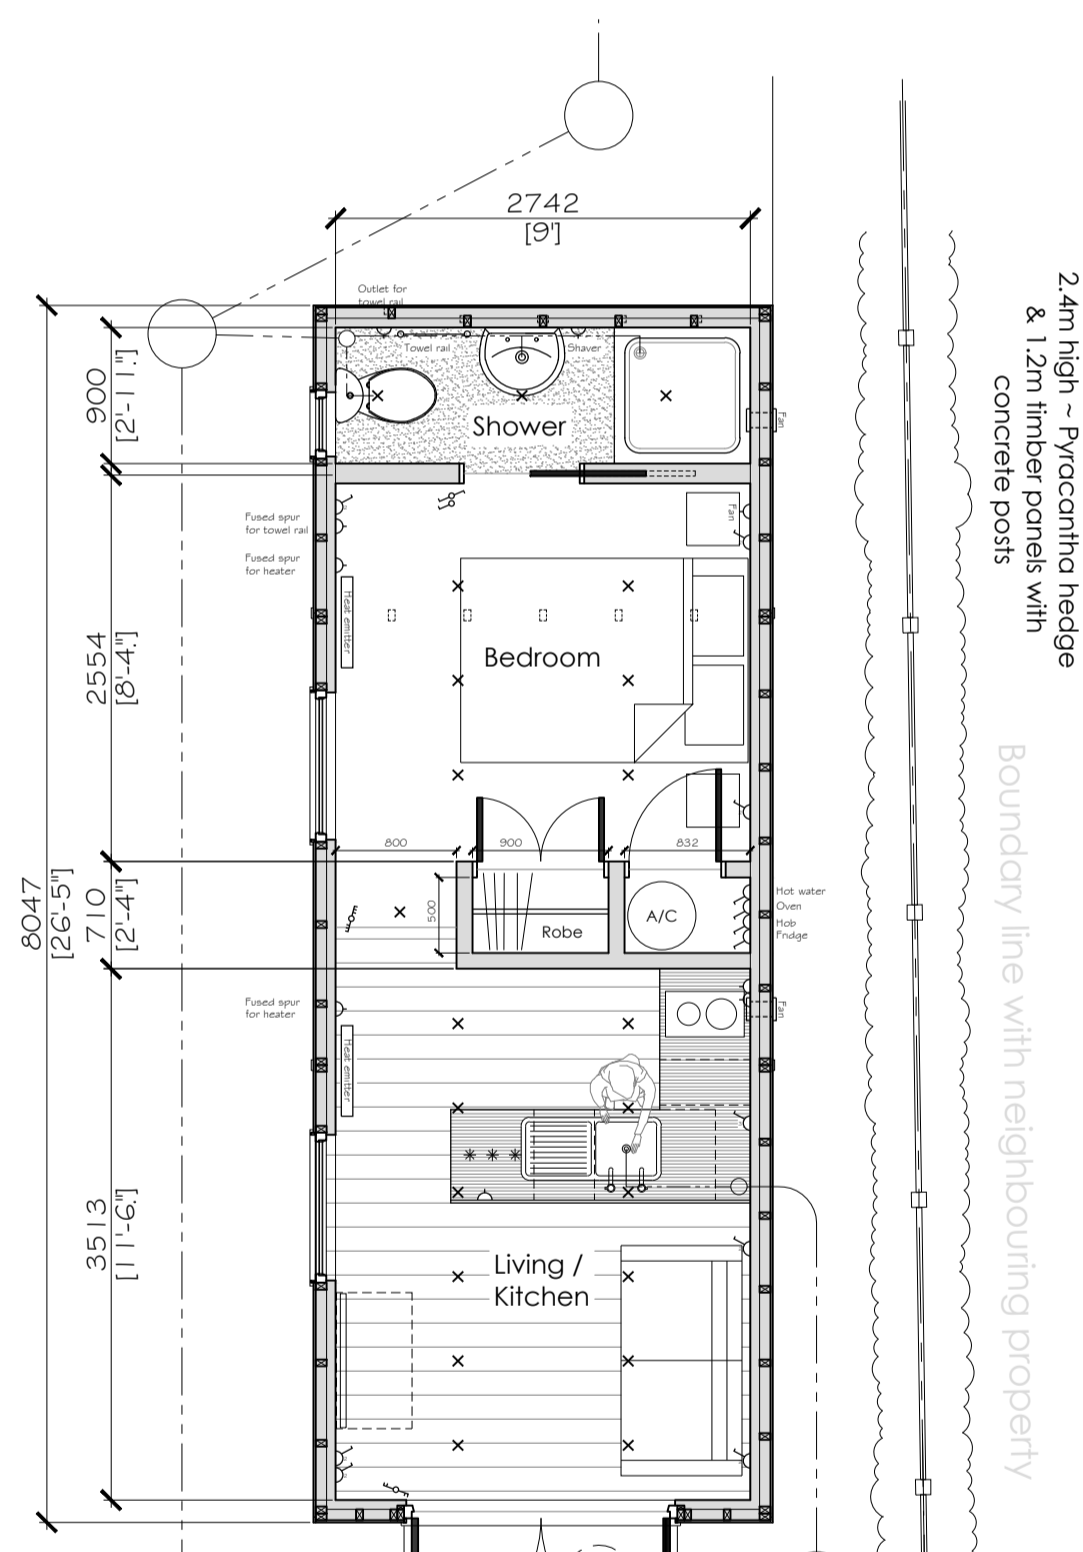 2742
[9']
2.4m high ~ Pyracantha hedge
& 1.2m timber panels with
concrete posts
Outlet for
towel rail
Towel rail
Shaver
Shower
Fan
900
[2'-11"]
Fused spur
for towel rail
Fused spur
for heater
Heat emitter
Fan
Bedroom
2554
[8'-4"]
Boundary line with neighbouring property
800
900
832
500
Robe
A/C
Hot water
Oven
Hob
Fridge
8047
[26'-5"]
710
[2'-4"]
Fused spur
for heater
Heat emitter
Fan
3513
[11'-6"]
Living /
Kitchen